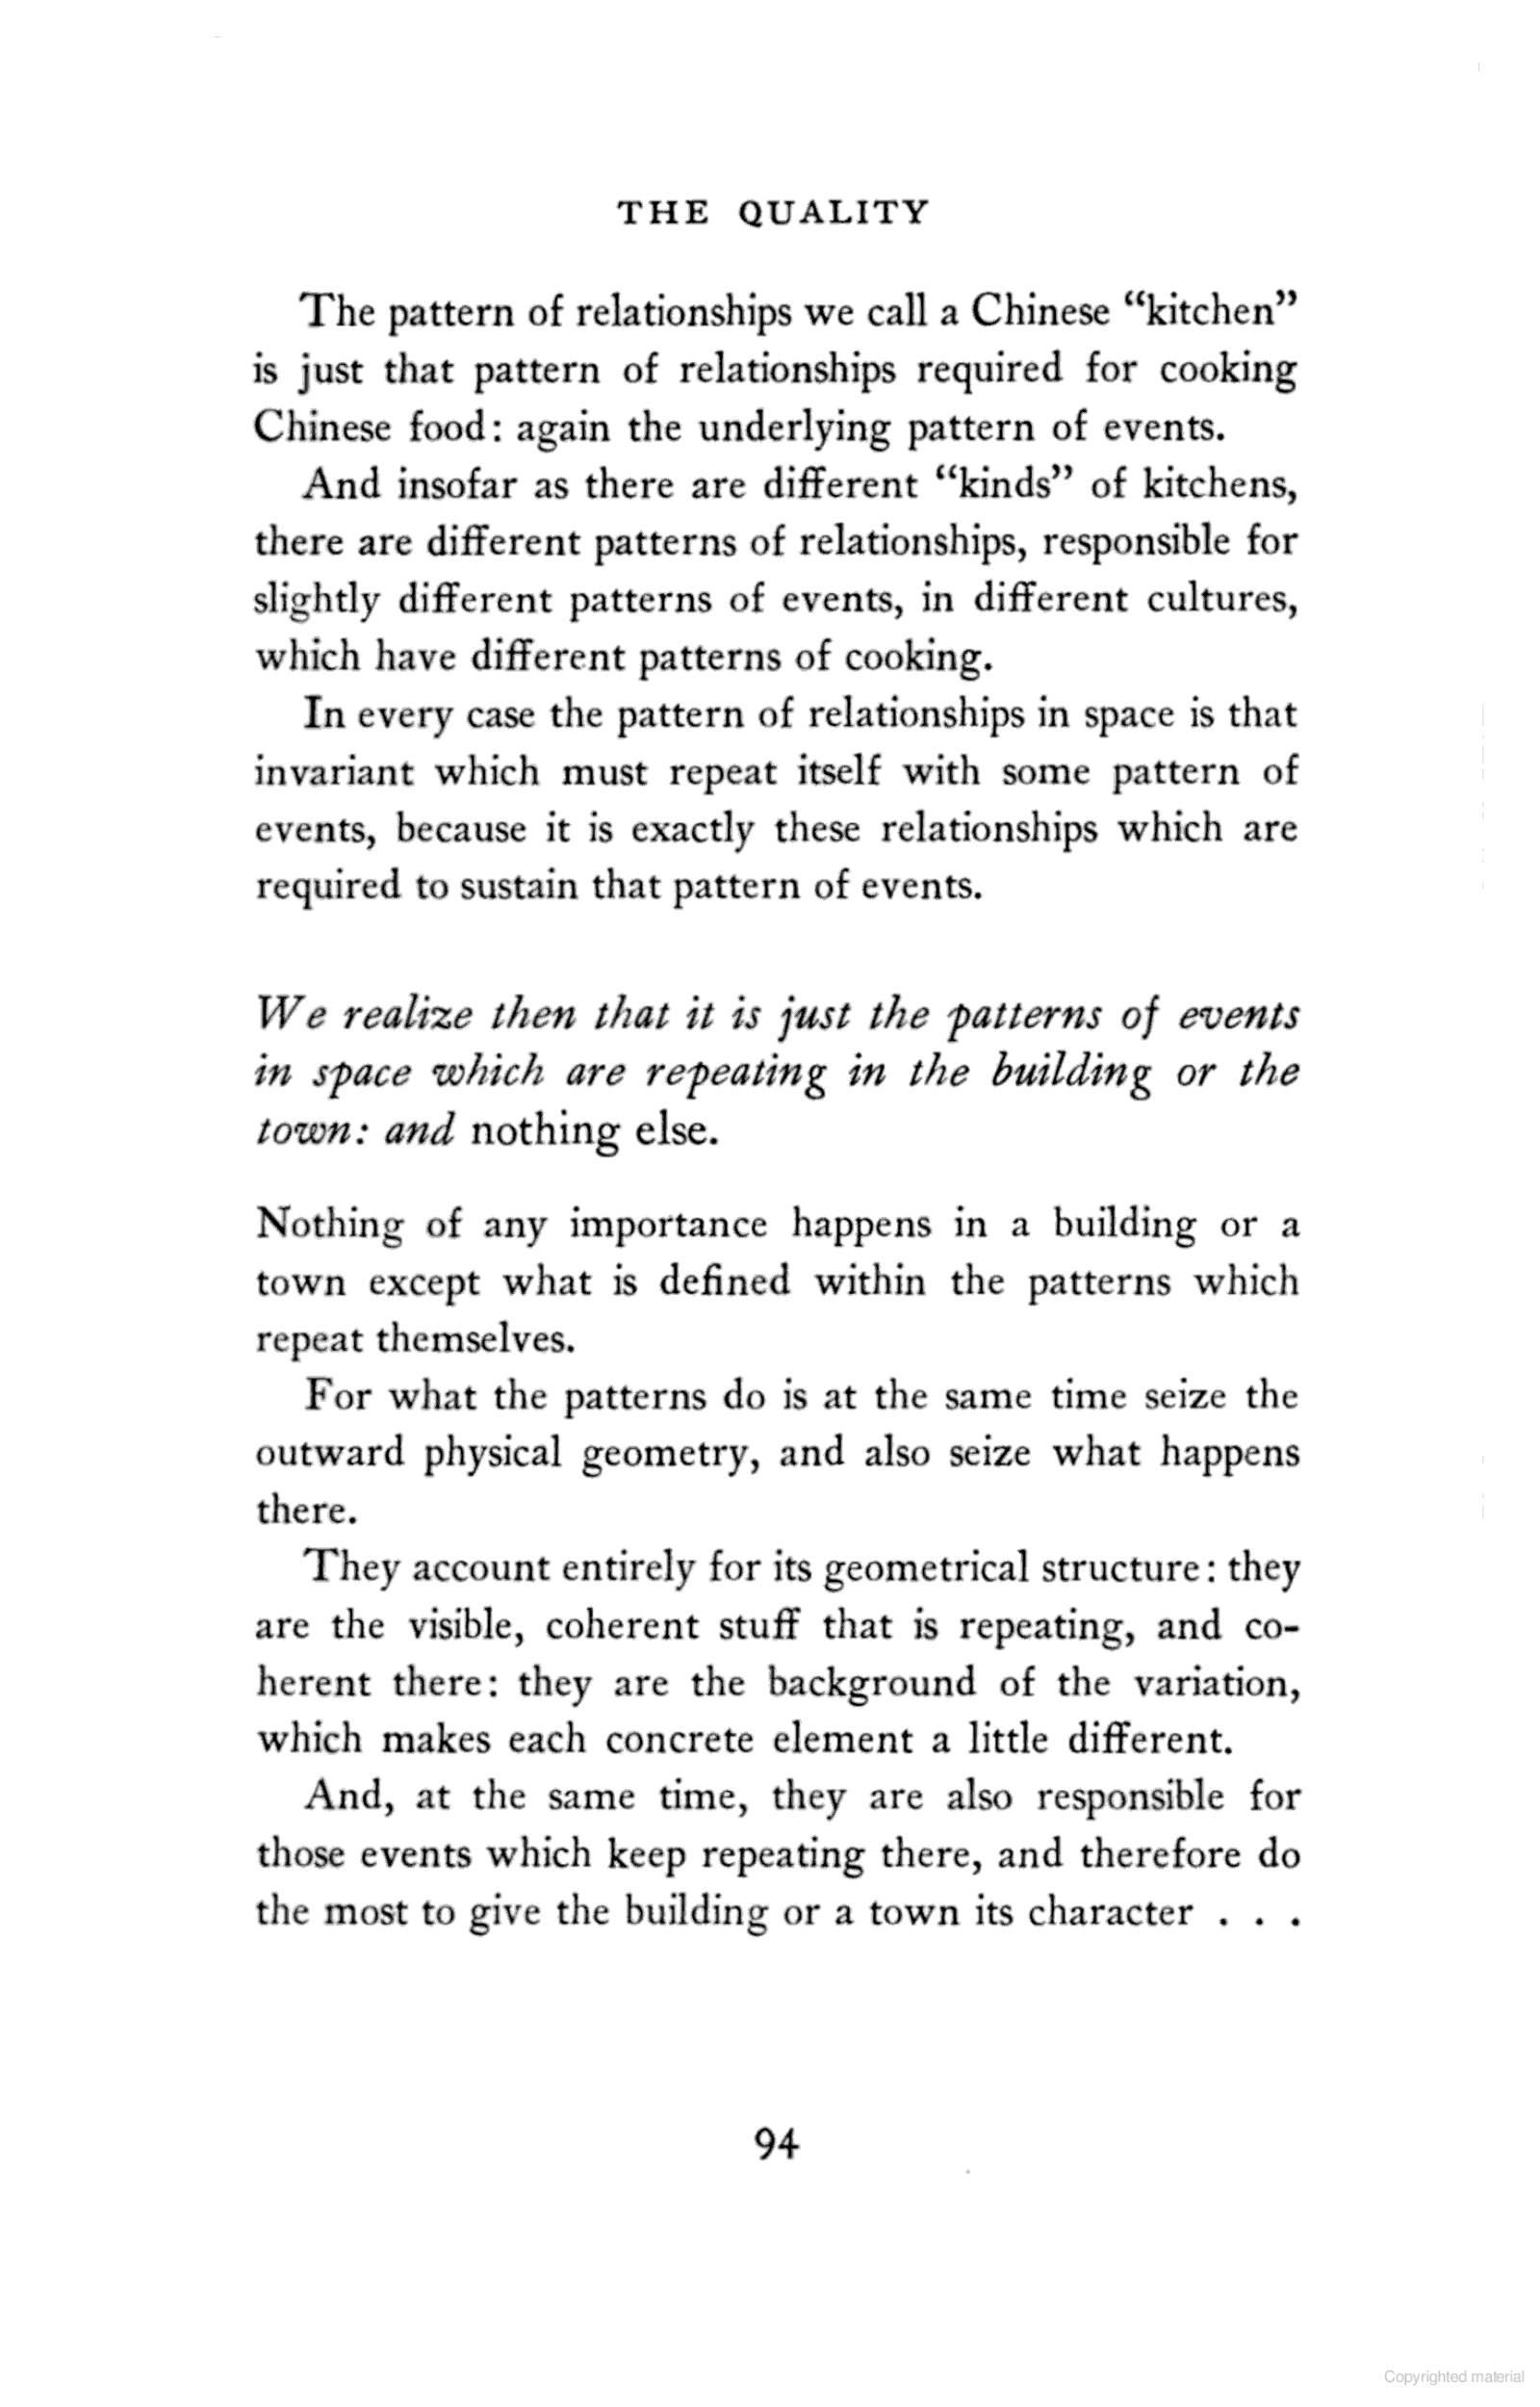 THE QUALITY
The pattern of relationships we call a Chinese “kitchen”
is just that pattern of relationships required for cooking
Chinese food: again the underlying pattern of events.
And insofar as there are different “kinds” of kitchens,
there are different patterns of relationships, responsible for
slightly different patterns of events, in different cultures,
which have different patterns of cooking.
In every case the pattern of relationships in space is that
invariant which must repeat itself with some pattern of
events, because it is exactly these relationships which are
required to sustain that pattern of events.
We realize then that it is just the patterns of events
in space which are repeating in the building or the
town: and nothing else.
Nothing of any importance happens in a building or a
town except what is defined within the patterns which
repeat themselves.
For what the patterns do is at the same time seize the
outward physical geometry, and also seize what happens
there.
They account entirely for its geometrical structure: they
are the visible, coherent stuff that is repeating, and co-
herent there: they are the background of the variation,
which makes each concrete element a little different.
And, at the same time, they are also responsible for
those events which keep repeating there, and therefore do
the most to give the building or a town its character . . .
94
Copyrighted material